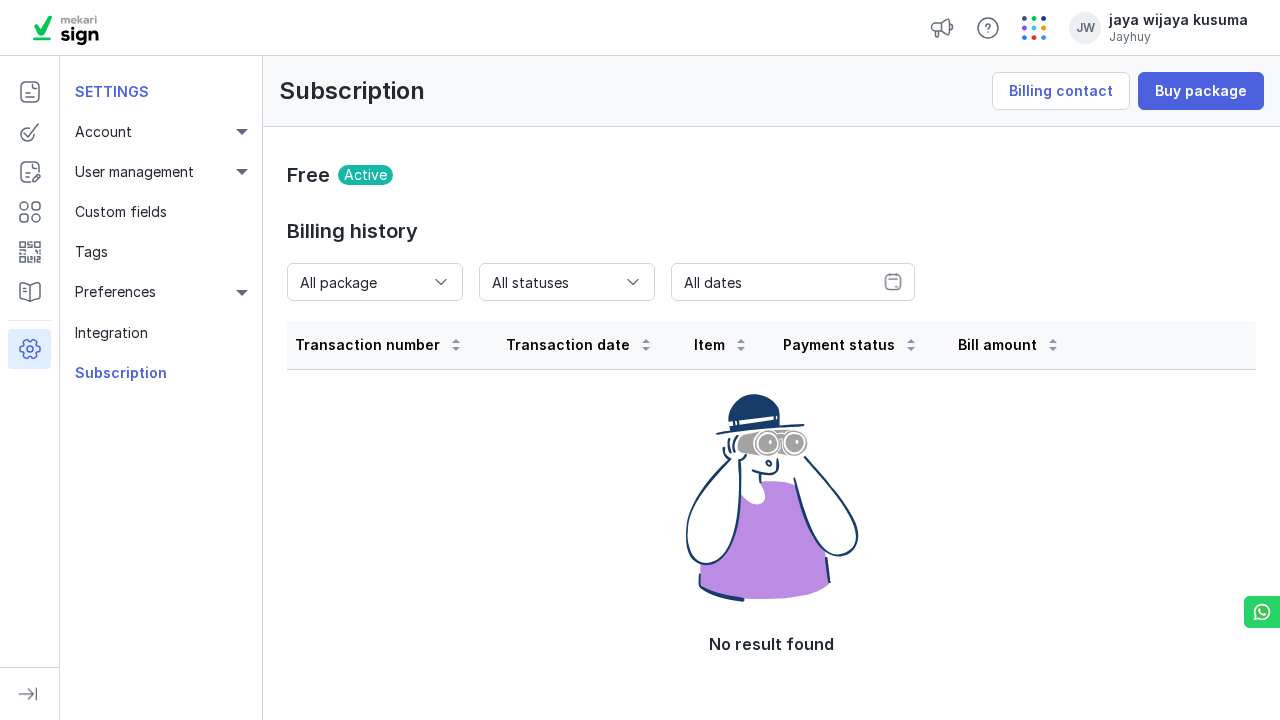 mekari
sign
JW
jaya wijaya kusuma
Jayhuy
SETTINGS
Account
User management
Custom fields
Tags
Preferences
Integration
Subscription
Subscription
Billing contact
Buy package
Free
Active
Billing history
All package
All statuses
All dates
Transaction number
Transaction date
Item
Payment status
Bill amount
No result found